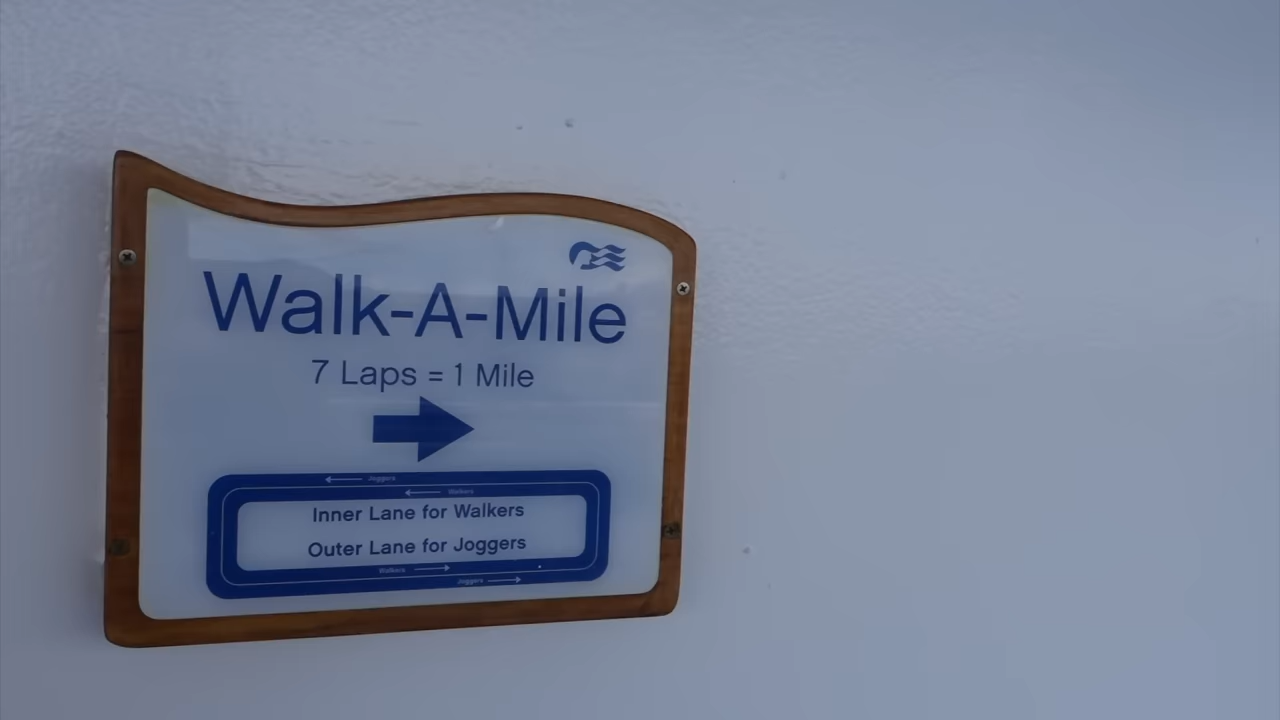 Walk-A-Mile
7 Laps = 1 Mile
Joggers
Walkers
Inner Lane for Walkers
Outer Lane for Joggers
Walkers
Joggers